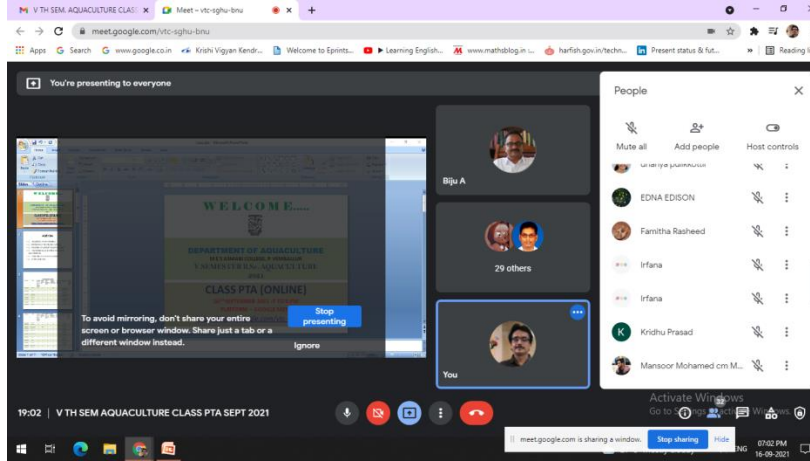 V TH SEM. AQUACULTURE CLAS
Meet – vtc-sghu-bnu
meet.google.com/vtc-sghu-bnu
Apps
Search
www.google.co.in
Krishi Vigyan Kendr...
Welcome to Eprints...
Learning English...
www.mathsblog.in
harfish.gov.in/techn...
Present status & fut...
Reading
You're presenting to everyone
WELCOME.....
DEPARTMENT OF AQUACULTURE
V SEMESTER B.Sc. AQUACULTURE
2021
CLASS PTA (ONLINE)
To avoid mirroring, don't share your entire
screen or browser window. Share just a tab or a
different window instead.
Stop
presenting
Ignore
Biju A
29 others
You
People
Mute all
Add people
Host controls
EDNA EDISON
Famitha Rasheed
Irfana
Irfana
K
Kridhu Prasad
Mansoor Mohamed cm M...
19:02 | V TH SEM AQUACULTURE CLASS PTA SEPT 2021
Activate Windows
32
meet.google.com is sharing a window.
Stop sharing
Hide
ENG
07:02 PM
16-09-2021